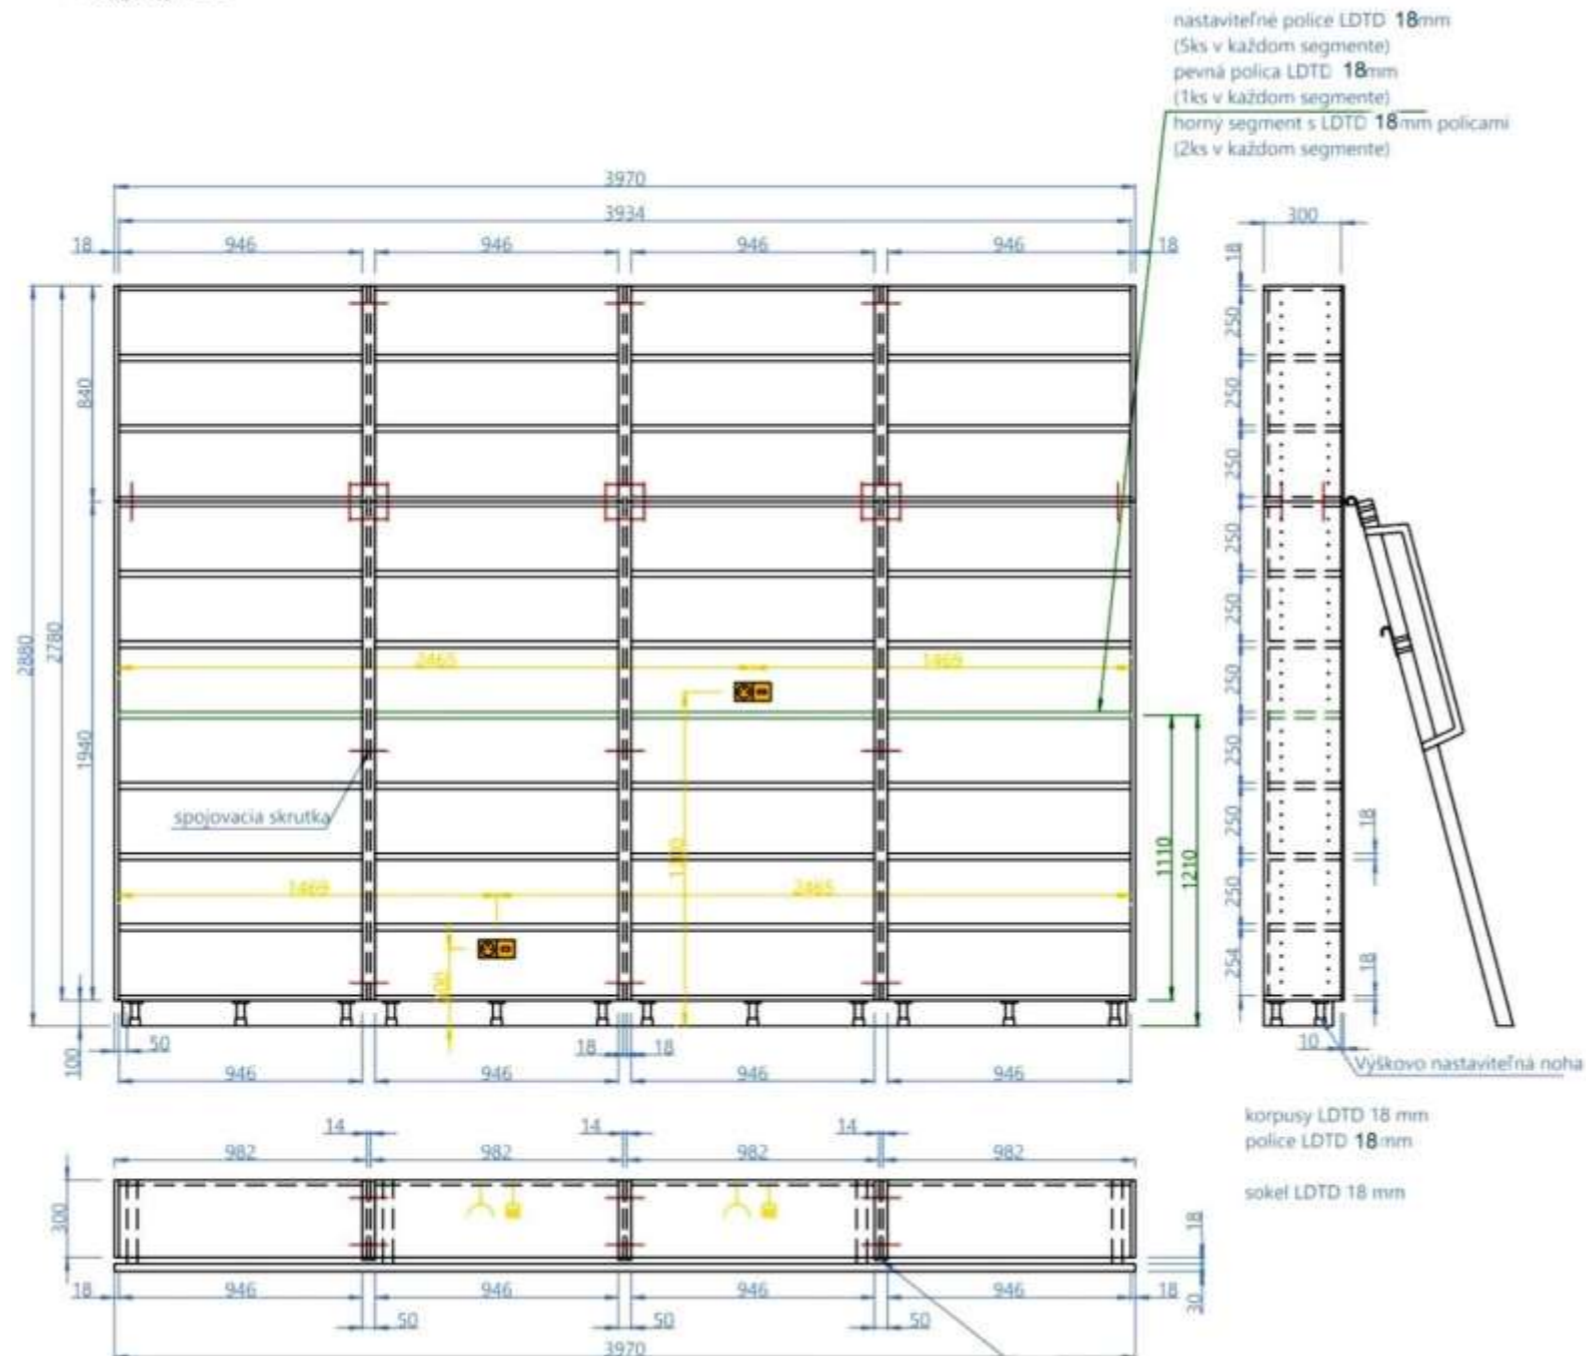 nastaviteľné police LDTD 18mm
(5ks v každom segmente)
pevná polica LDTD 18mm
(1ks v každom segmente)
horný segment s LDTD 18mm policami
(2ks v každom segmente)
3970
3934
18 946 946 946 946 18
300
18
250
250
250
250
250
250
250
250
250
254
18
18
10
840
1940
2780
2880
2465 1469
1469 2465
spojovacia skrutka
1110
1210
100
50
18 18
946 946 946 946
Výškovo nastaviteľná noha
korpusy LDTD 18 mm
police LDTD 18mm
sokel LDTD 18 mm
14 14 14
982 982 982 982
300
18
30
18 946 946 946 946 18
50 50 50
3970